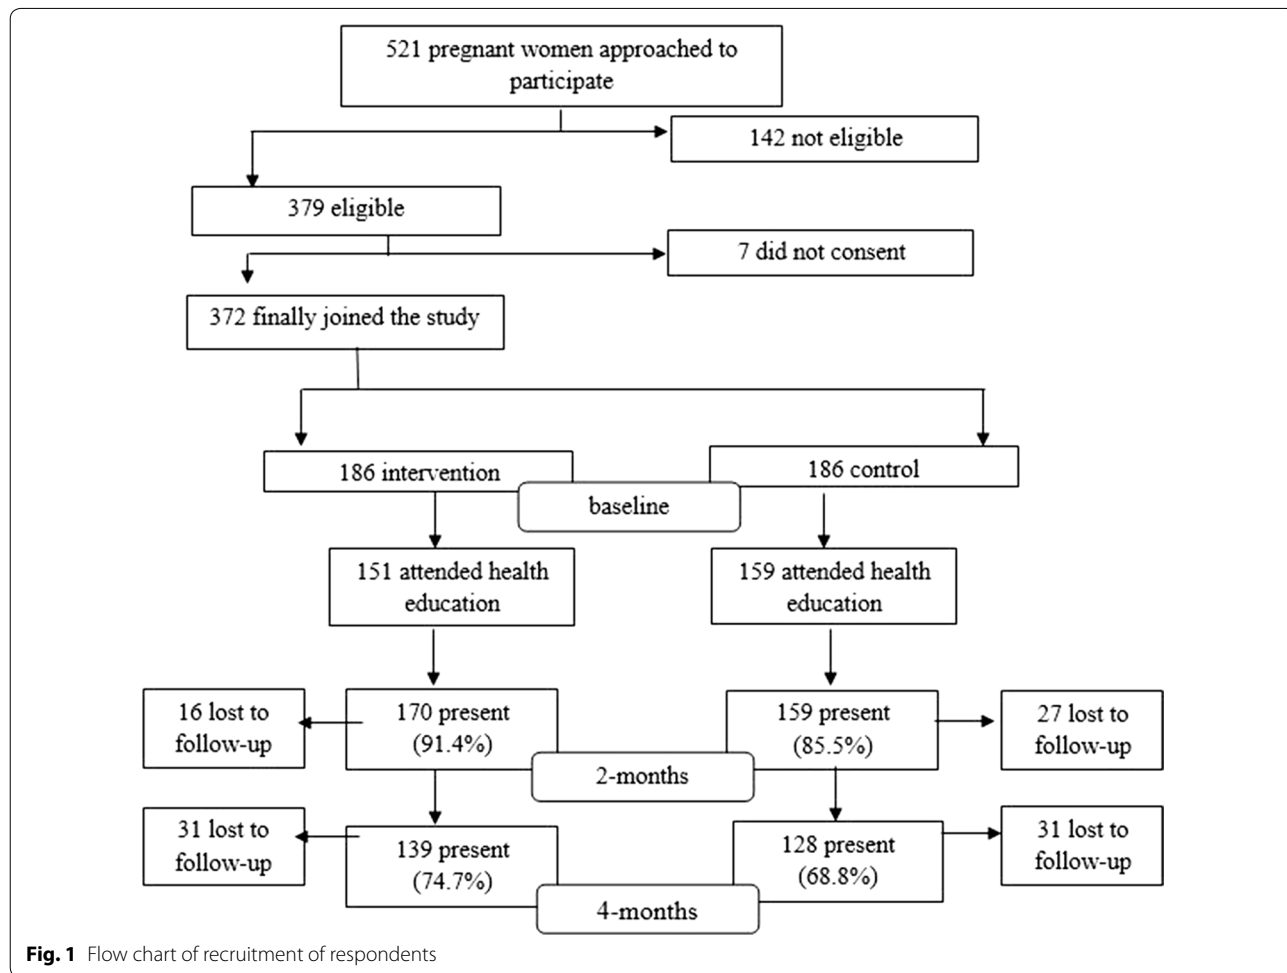 521 pregnant women approached to
participate
142 not eligible
379 eligible
7 did not consent
372 finally joined the study
186 intervention
186 control
baseline
151 attended health
education
159 attended health
education
16 lost to
follow-up
170 present
(91.4%)
159 present
(85.5%)
27 lost to
follow-up
2-months
31 lost to
follow-up
139 present
(74.7%)
128 present
(68.8%)
31 lost to
follow-up
4-months
Fig. 1 Flow chart of recruitment of respondents